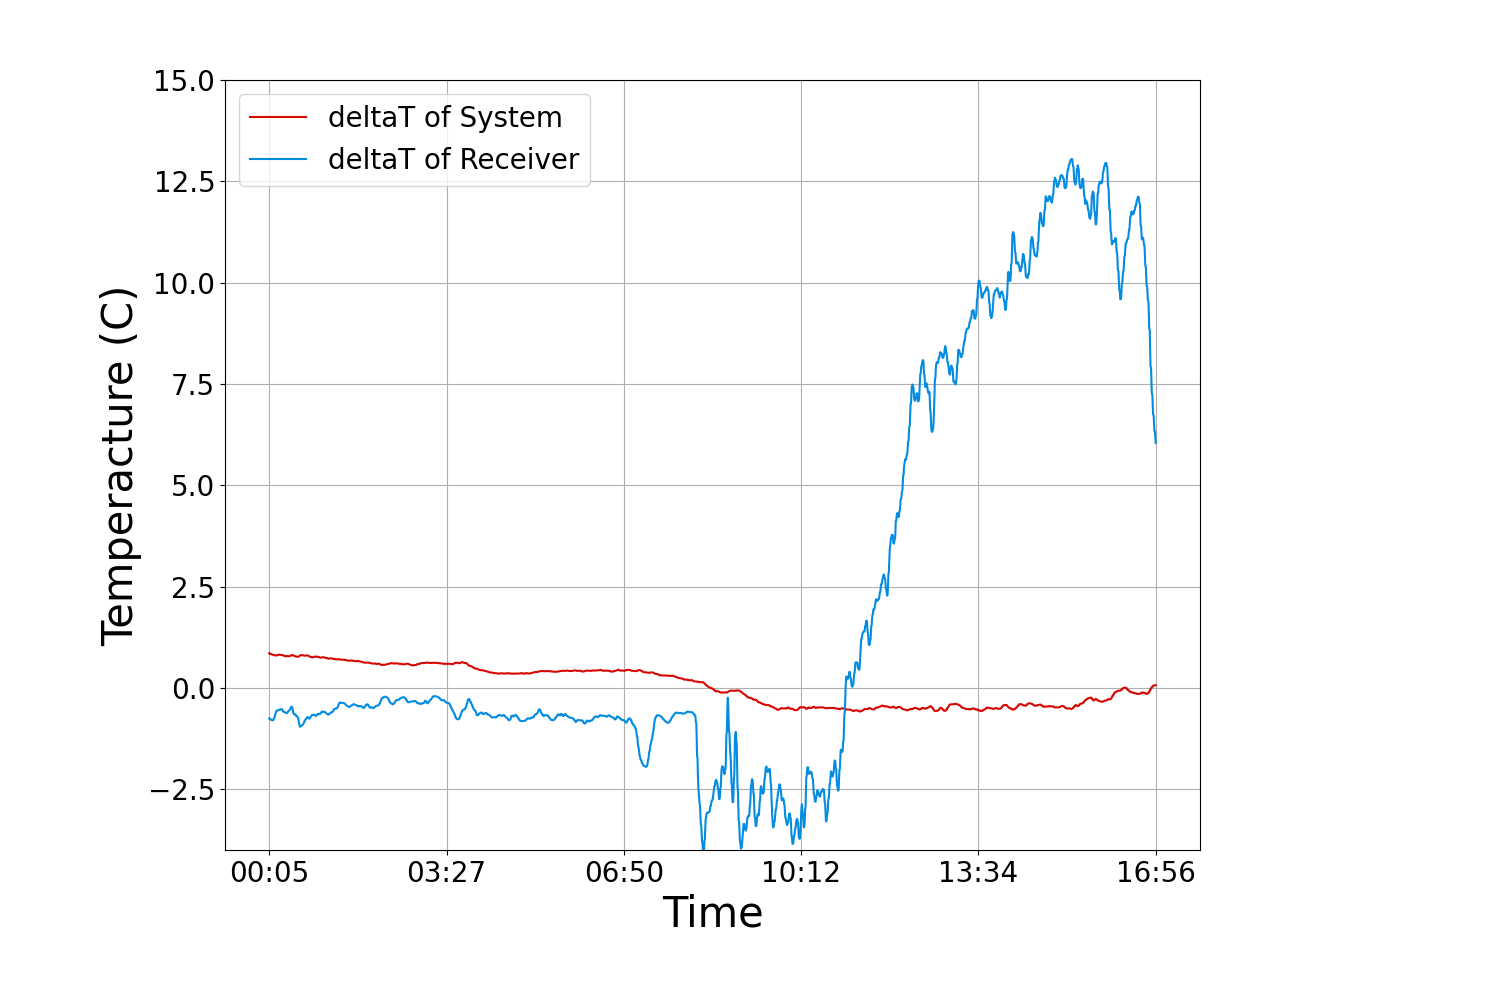 deltaT of System
deltaT of Receiver
Temperacture (C)
15.0
12.5
10.0
7.5
5.0
2.5
0.0
−2.5
00:05 03:27 06:50 10:12 13:34 16:56
Time